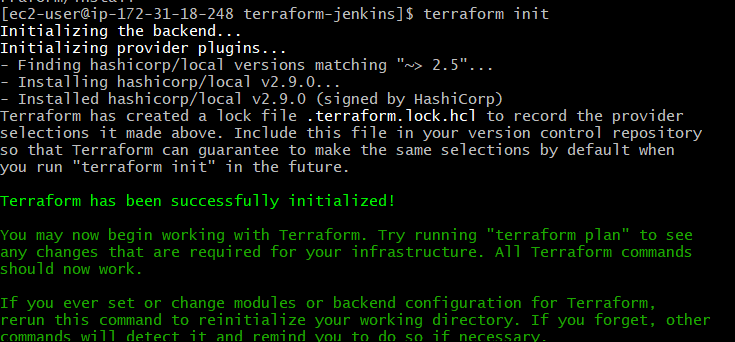 [ec2-user@ip-172-31-18-248 terraform-jenkins]$ terraform init
Initializing the backend...
Initializing provider plugins...
- Finding hashicorp/local versions matching "~> 2.5"...
- Installing hashicorp/local v2.9.0...
- Installed hashicorp/local v2.9.0 (signed by HashiCorp)
Terraform has created a lock file .terraform.lock.hcl to record the provider
selections it made above. Include this file in your version control repository
so that Terraform can guarantee to make the same selections by default when
you run "terraform init" in the future.
Terraform has been successfully initialized!
You may now begin working with Terraform. Try running "terraform plan" to see
any changes that are required for your infrastructure. All Terraform commands
should now work.
If you ever set or change modules or backend configuration for Terraform,
rerun this command to reinitialize your working directory. If you forget, other
commands will detect it and remind you to do so if necessary.